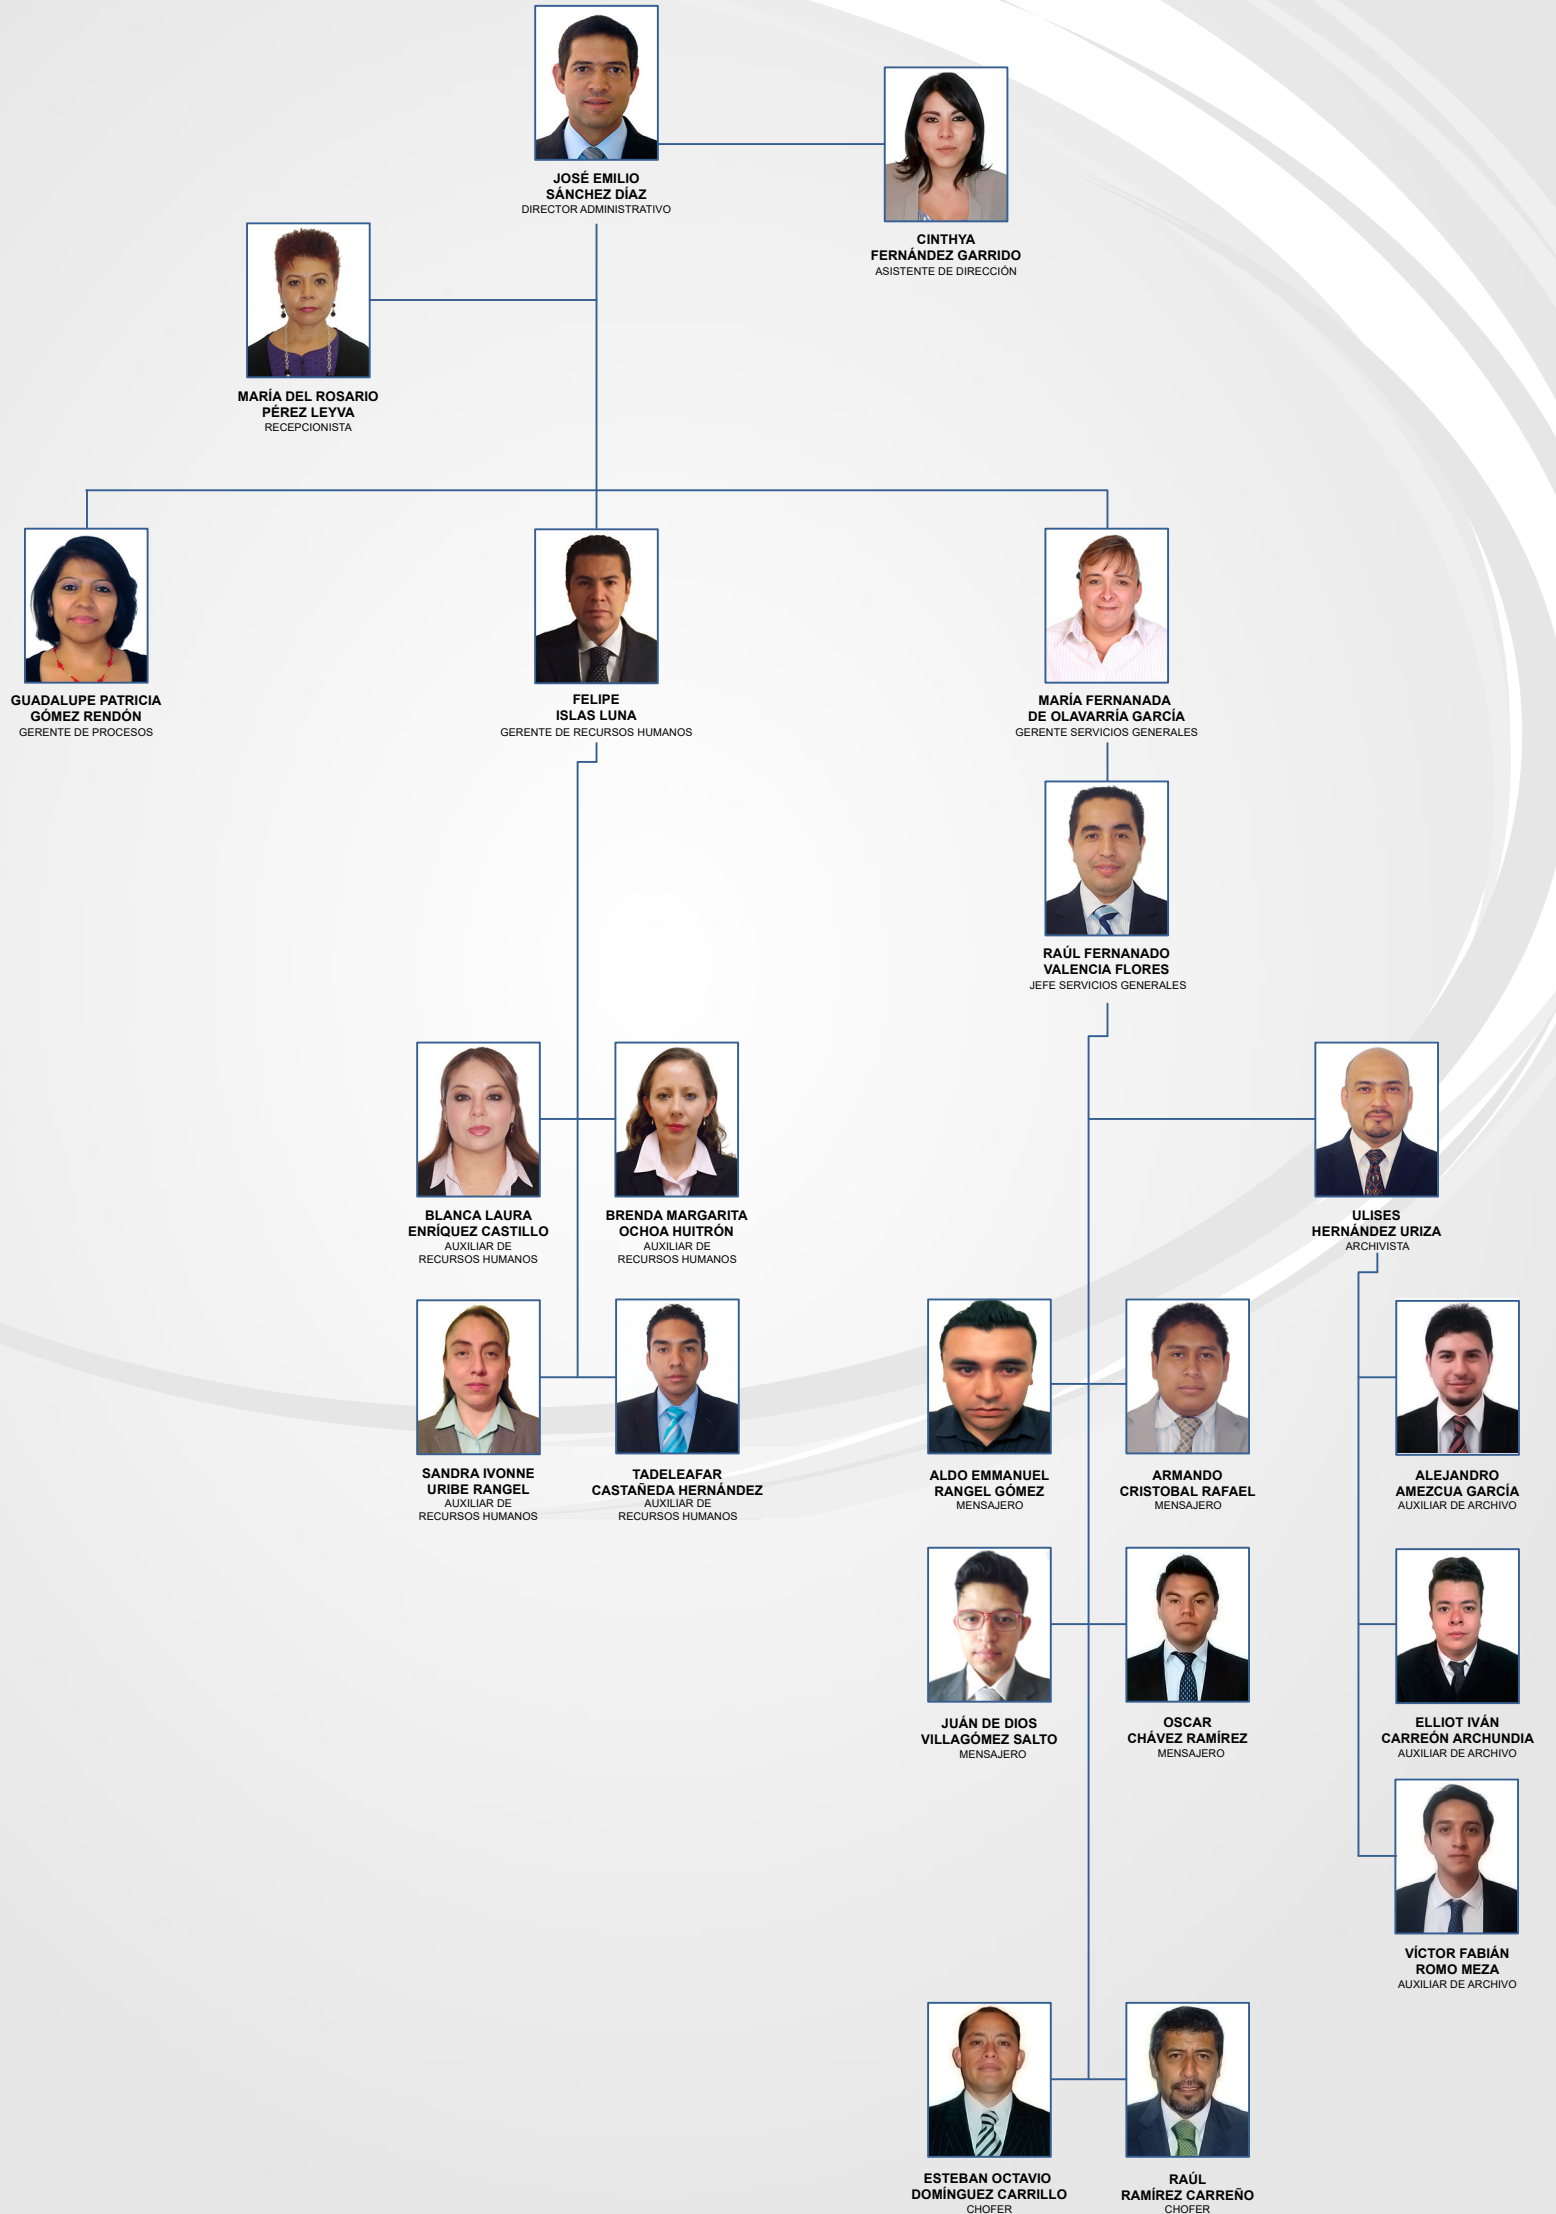 JOSÉ EMILIO
SÁNCHEZ DÍAZ
DIRECTOR ADMINISTRATIVO
CINTHYA
FERNÁNDEZ GARRIDO
ASISTENTE DE DIRECCIÓN
MARÍA DEL ROSARIO
PÉREZ LEYVA
RECEPCIONISTA
GUADALUPE PATRICIA
GÓMEZ RENDÓN
GERENTE DE PROCESOS
FELIPE
ISLAS LUNA
GERENTE DE RECURSOS HUMANOS
MARÍA FERNANADA
DE OLAVARRÍA GARCÍA
GERENTE SERVICIOS GENERALES
RAÚL FERNANADO
VALENCIA FLORES
JEFE SERVICIOS GENERALES
BLANCA LAURA
ENRÍQUEZ CASTILLO
AUXILIAR DE
RECURSOS HUMANOS
BRENDA MARGARITA
OCHOA HUITRÓN
AUXILIAR DE
RECURSOS HUMANOS
ULISES
HERNÁNDEZ URIZA
ARCHIVISTA
SANDRA IVONNE
URIBE RANGEL
AUXILIAR DE
RECURSOS HUMANOS
TADELEAFAR
CASTAÑEDA HERNÁNDEZ
AUXILIAR DE
RECURSOS HUMANOS
ALDO EMMANUEL
RANGEL GÓMEZ
MENSAJERO
ARMANDO
CRISTOBAL RAFAEL
MENSAJERO
ALEJANDRO
AMEZCUA GARCÍA
AUXILIAR DE ARCHIVO
JUÁN DE DIOS
VILLAGÓMEZ SALTO
MENSAJERO
OSCAR
CHÁVEZ RAMÍREZ
MENSAJERO
ELLIOT IVÁN
CARREÓN ARCHUNDIA
AUXILIAR DE ARCHIVO
VÍCTOR FABIÁN
ROMO MEZA
AUXILIAR DE ARCHIVO
ESTEBAN OCTAVIO
DOMÍNGUEZ CARRILLO
CHOFER
RAÚL
RAMÍREZ CARREÑO
CHOFER